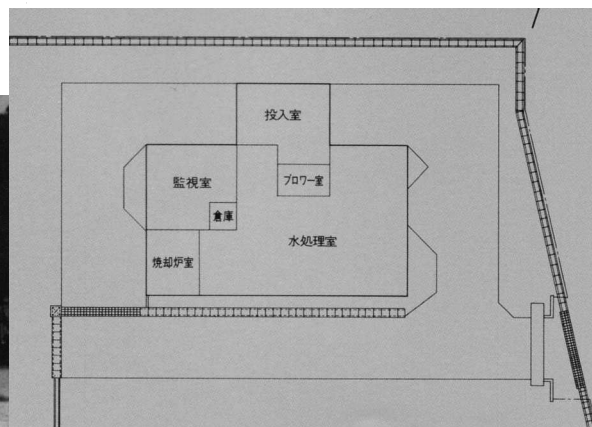 投入室
監視室
ブロワー室
倉庫
水処理室
焼却炉室